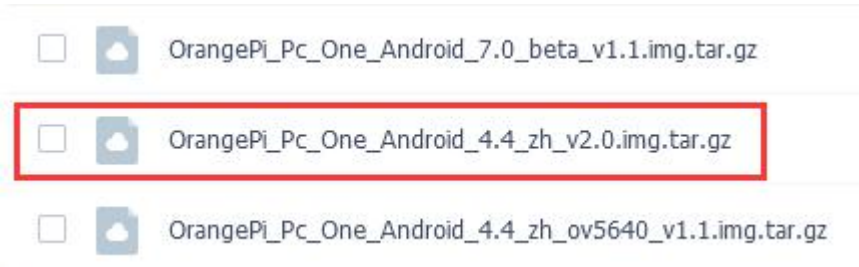 OrangePi_Pc_One_Android_7.0_beta_v1.1.img.tar.gz
OrangePi_Pc_One_Android_4.4_zh_v2.0.img.tar.gz
OrangePi_Pc_One_Android_4.4_zh_ov5640_v1.1.img.tar.gz